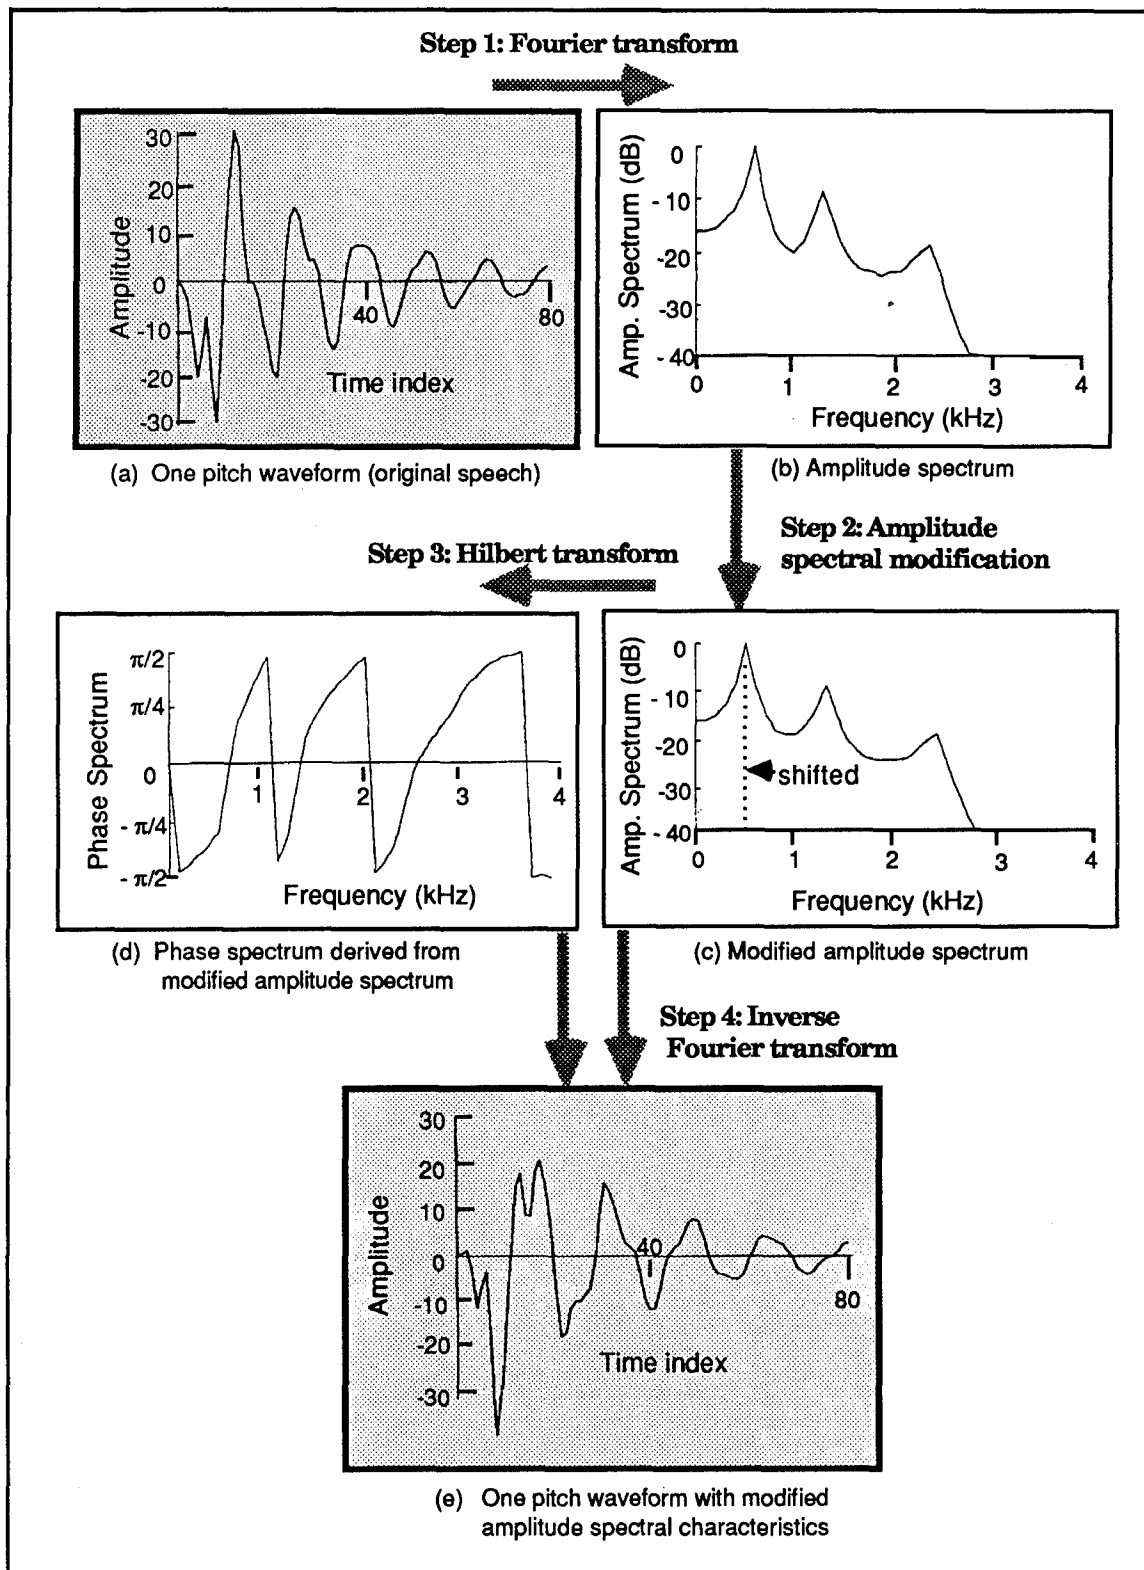 Step 1: Fourier transform
30
20
10
0
-10
-20
-30
Amplitude
40
80
Time index
(a) One pitch waveform (original speech)
0
- 10
-20
-30
- 40
Amp. Spectrum (dB)
0
1
2
3
4
Frequency (kHz)
(b) Amplitude spectrum
Step 2: Amplitude
spectral modification
Step 3: Hilbert transform
π/2
π/4
0
- π/4
- π/2
Phase Spectrum
1
2
3
4
Frequency (kHz)
(d) Phase spectrum derived from
modified amplitude spectrum
0
- 10
-20
-30
- 40
Amp. Spectrum (dB)
shifted
0
1
2
3
4
Frequency (kHz)
(c) Modified amplitude spectrum
Step 4: Inverse
Fourier transform
30
20
10
0
-10
-20
-30
Amplitude
40
80
Time index
(e) One pitch waveform with modified
amplitude spectral characteristics